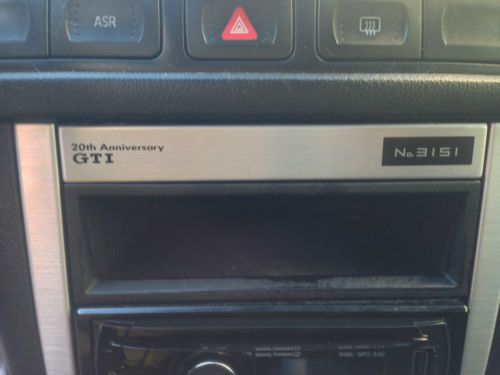 ASR
20th Anniversary
GTI
No.3151